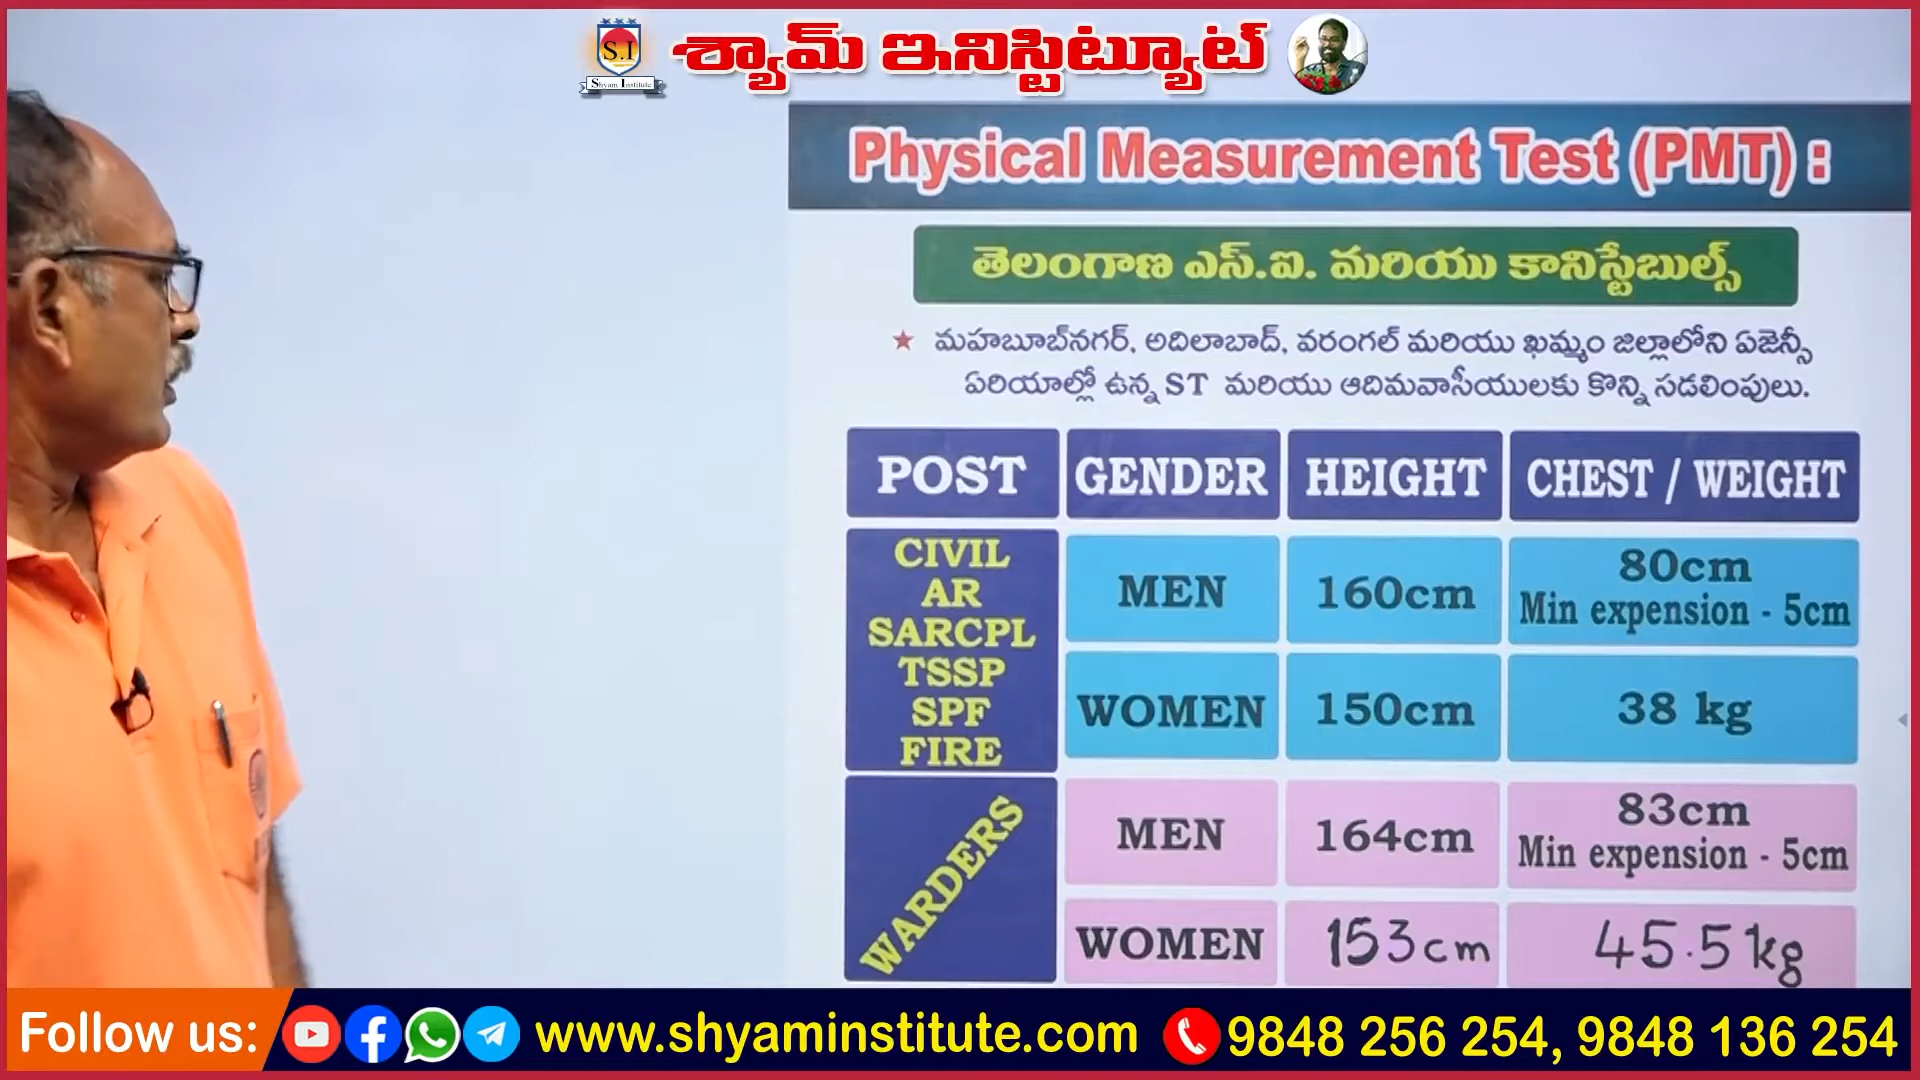 S.I
Shyam Institute
శ్యామ్ ఇనిస్టిట్యూట్
Physical Measurement Test (PMT) :
తెలంగాణ ఎస్.ఐ. మరియు కానిస్టేబుల్స్
★ మహబూబ్‌నగర్, అదిలాబాద్, వరంగల్ మరియు ఖమ్మం జిల్లాలోని ఏజెన్సీ
ఏరియాల్లో ఉన్న ST మరియు ఆదిమవాసీయులకు కొన్ని సడలింపులు.
POST GENDER HEIGHT CHEST / WEIGHT
CIVIL
AR
SARCPL
TSSP
SPF
FIRE
MEN 160cm 80cm
Min expension - 5cm
WOMEN 150cm 38 kg
WARDERS
MEN 164cm 83cm
Min expension - 5cm
WOMEN 153cm 45.5kg
Follow us: www.shyaminstitute.com 9848 256 254, 9848 136 254